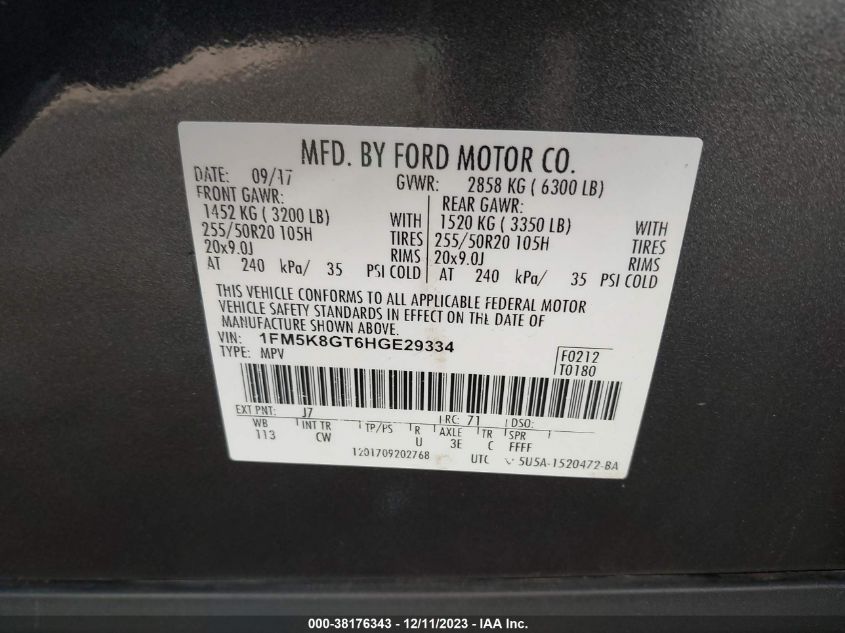 MFD. BY FORD MOTOR CO.
DATE: 09/17 GVWR: 2858 KG ( 6300 LB)
FRONT GAWR: REAR GAWR:
1452 KG ( 3200 LB) WITH 1520 KG ( 3350 LB) WITH
255/50R20 105H TIRES 255/50R20 105H TIRES
20x9.0J RIMS 20x9.0J RIMS
AT 240 kPa/ 35 PSI COLD AT 240 kPa/ 35 PSI COLD
THIS VEHICLE CONFORMS TO ALL APPLICABLE FEDERAL MOTOR
VEHICLE SAFETY STANDARDS IN EFFECT ON THE DATE OF
MANUFACTURE SHOWN ABOVE.
VIN: 1FM5K8GT6HGE29334
TYPE: MPV
F0212
T0180
EXT PNT: J7 RC: 71 DSO:
WB INT TR TP/PS R AXLE TR SPR
113 CW U 3E C FFFF
1201709202768 UTC 5U5A-1520472-BA
000-38176343 - 12/11/2023 - IAA Inc.